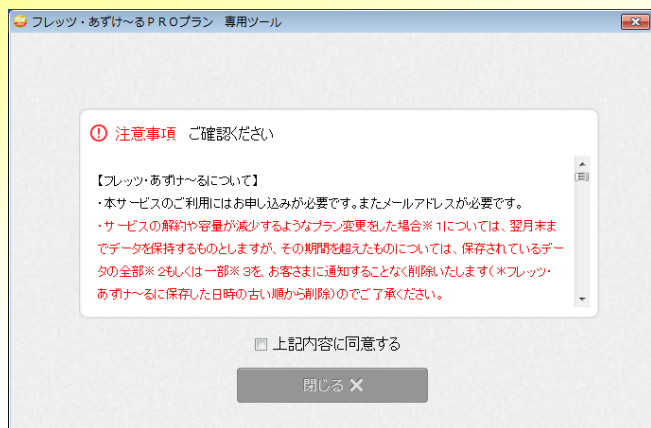 フレッツ・あずけ～るPROプラン 専用ツール
注意事項 ご確認ください
【フレッツ・あずけ～るについて】
・本サービスのご利用にはお申し込みが必要です。またメールアドレスが必要です。
・サービスの解約や容量が減少するようなプラン変更をした場合※1については、翌月末ま
でデータを保持するものとしますが、その期間を超えたものについては、保存されているデー
タの全部※2もしくは一部※3を、お客さまに通知することなく削除いたします(＊フレッツ・
あずけ～るに保存した日時の古い順から削除)のでご了承ください。
上記内容に同意する
閉じる ×